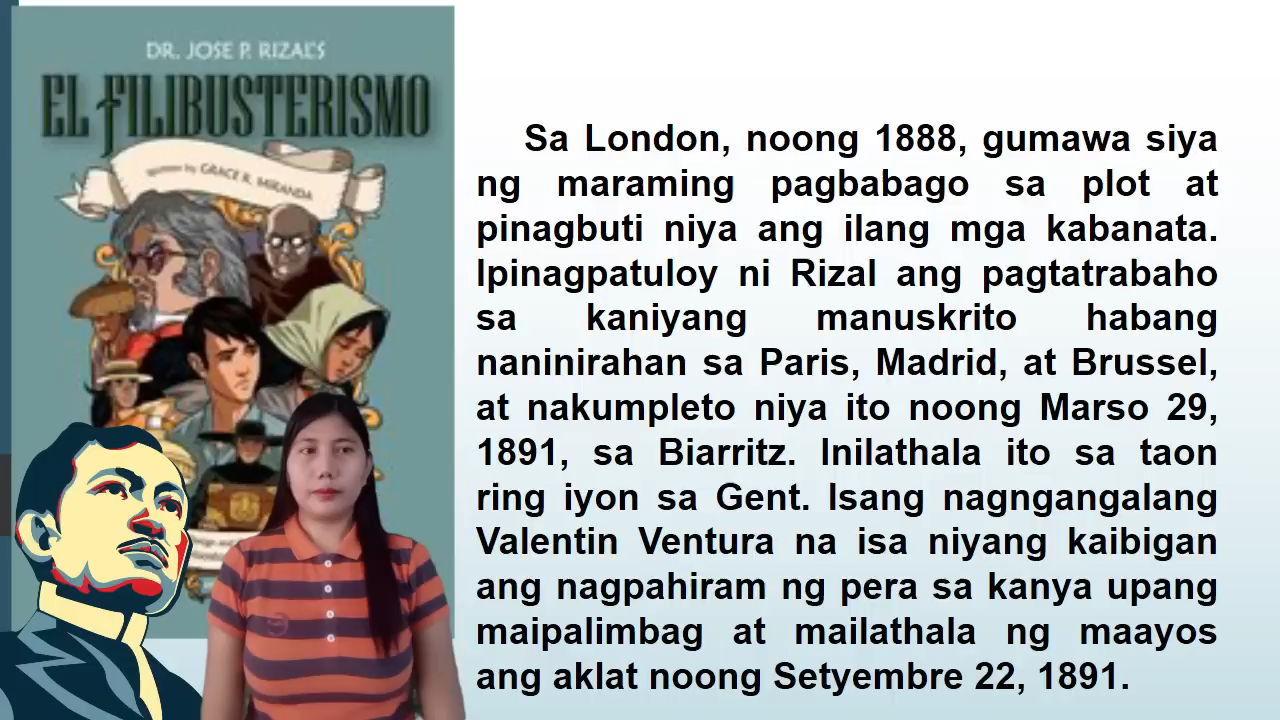 DR. JOSE P. RIZAL'S
EL FILIBUSTERISMO
written by GRACE R. MIRANDA
Sa London, noong 1888, gumawa siya
ng maraming pagbabago sa plot at
pinagbuti niya ang ilang mga kabanata.
Ipinagpatuloy ni Rizal ang pagtatrabaho
sa kaniyang manuskrito habang
naninirahan sa Paris, Madrid, at Brussel,
at nakumpleto niya ito noong Marso 29,
1891, sa Biarritz. Inilathala ito sa taon
ring iyon sa Gent. Isang nagngangalang
Valentin Ventura na isa niyang kaibigan
ang nagpahiram ng pera sa kanya upang
maipalimbag at mailathala ng maayos
ang aklat noong Setyembre 22, 1891.